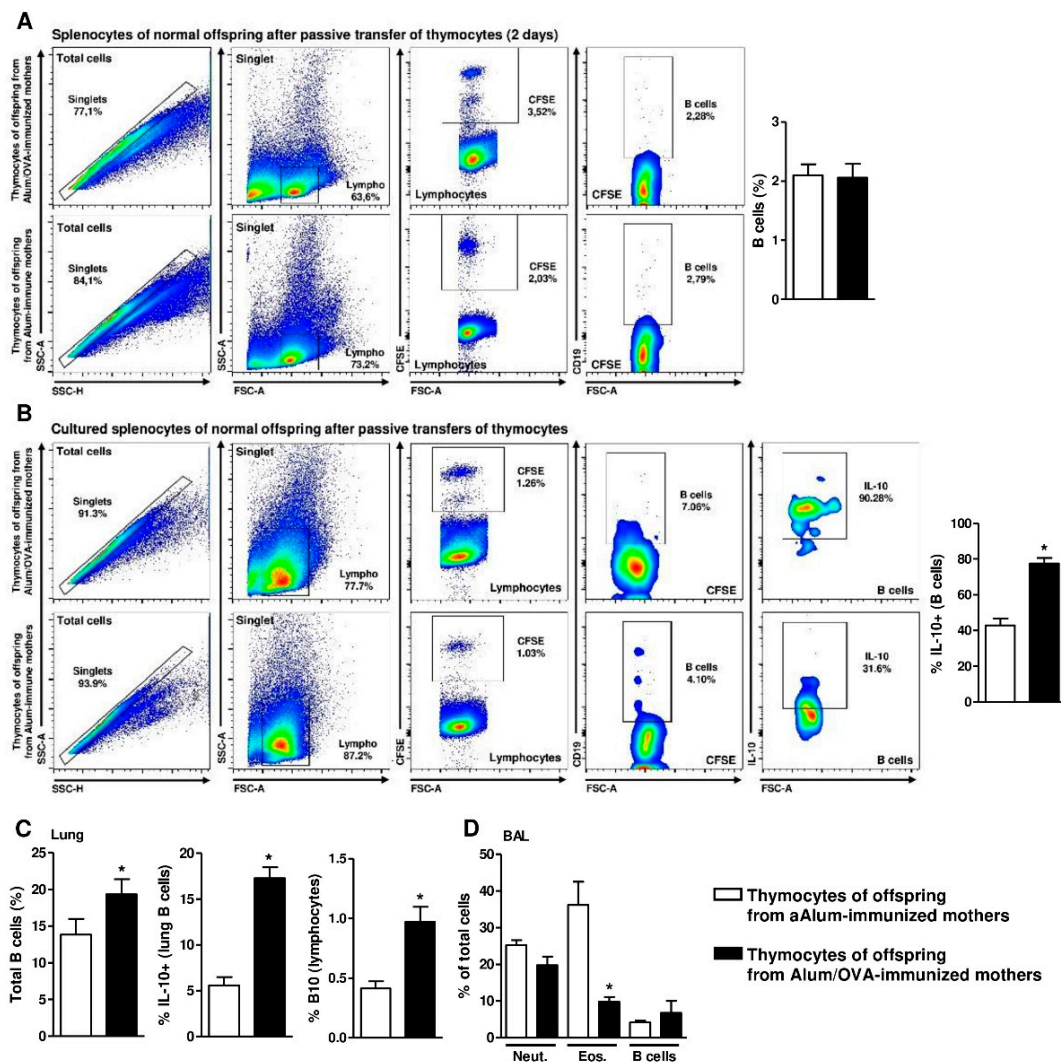 A
Splenocytes of normal offspring after passive transfer of thymocytes (2 days)
Thymocytes of offspring from
Alum/OVA-immunized mothers
Total cells
Singlets
77,1%
Singlet
Lympho
63,6%
CFSE
3,52%
Lymphocytes
B cells
2,28%
CFSE
Thymocytes of offspring
from Alum-immune mothers
Total cells
Singlets
84,1%
SSC-A
SSC-H
Singlet
Lympho
73,2%
SSC-A
FSC-A
CFSE
2,03%
Lymphocytes
CFSE
FSC-A
B cells
2,79%
CFSE
CD19
FSC-A
B cells (%)
3
2
1
0
B
Cultured splenocytes of normal offspring after passive transfers of thymocytes
Thymocytes of offspring from
Alum/OVA-immunized mothers
Total cells
Singlets
91.3%
Singlet
Lympho
77.7%
CFSE
1.26%
Lymphocytes
B cells
7.06%
CFSE
IL-10
90.28%
B cells
Thymocytes of offspring
from Alum-immune mothers
Total cells
Singlets
93.9%
SSC-A
SSC-H
Singlet
Lympho
87.2%
SSC-A
FSC-A
CFSE
1.03%
Lymphocytes
CFSE
FSC-A
B cells
4.10%
CFSE
CD19
FSC-A
IL-10
31.6%
B cells
IL-10
FSC-A
% IL-10+ (B cells)
100
80
60
40
20
0
*
C
Lung
Total B cells (%)
25
20
15
10
5
0
*
% IL-10+ (lung B cells)
20
15
10
5
0
*
% B10 (lymphocytes)
1.5
1.0
0.5
0.0
*
D
BAL
% of total cells
50
40
30
20
10
0
*
Neut.
Eos.
B cells
Thymocytes of offspring
from aAlum-immunized mothers
Thymocytes of offspring
from Alum/OVA-immunized mothers